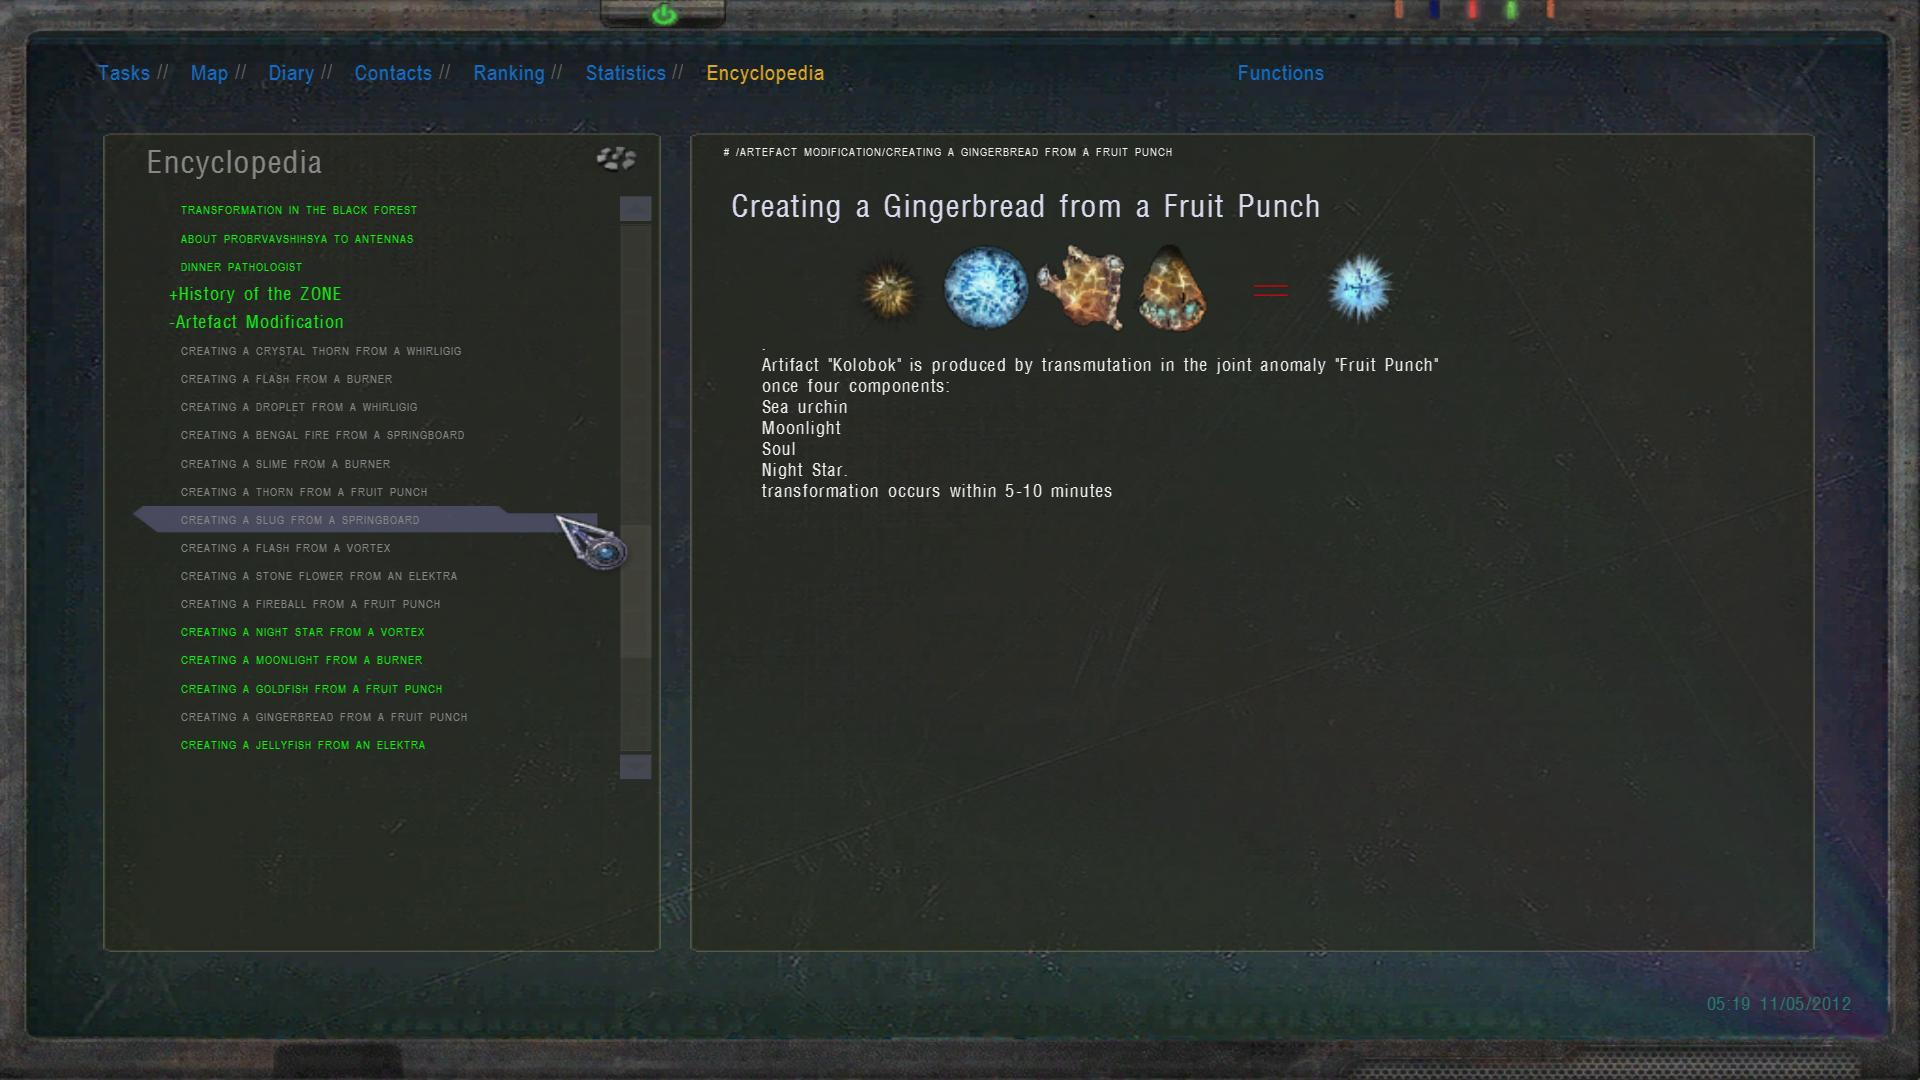 Tasks // Map // Diary // Contacts // Ranking // Statistics // Encyclopedia
Functions
Encyclopedia
TRANSFORMATION IN THE BLACK FOREST
ABOUT PROBRVAVSHIHSYA TO ANTENNAS
DINNER PATHOLOGIST
+History of the ZONE
-Artefact Modification
CREATING A CRYSTAL THORN FROM A WHIRLIGIG
CREATING A FLASH FROM A BURNER
CREATING A DROPLET FROM A WHIRLIGIG
CREATING A BENGAL FIRE FROM A SPRINGBOARD
CREATING A SLIME FROM A BURNER
CREATING A THORN FROM A FRUIT PUNCH
CREATING A SLUG FROM A SPRINGBOARD
CREATING A FLASH FROM A VORTEX
CREATING A STONE FLOWER FROM AN ELEKTRA
CREATING A FIREBALL FROM A FRUIT PUNCH
CREATING A NIGHT STAR FROM A VORTEX
CREATING A MOONLIGHT FROM A BURNER
CREATING A GOLDFISH FROM A FRUIT PUNCH
CREATING A GINGERBREAD FROM A FRUIT PUNCH
CREATING A JELLYFISH FROM AN ELEKTRA
# /ARTEFACT MODIFICATION/CREATING A GINGERBREAD FROM A FRUIT PUNCH
Creating a Gingerbread from a Fruit Punch
.
Artifact "Kolobok" is produced by transmutation in the joint anomaly "Fruit Punch"
once four components:
Sea urchin
Moonlight
Soul
Night Star.
transformation occurs within 5-10 minutes
05:19 11/05/2012